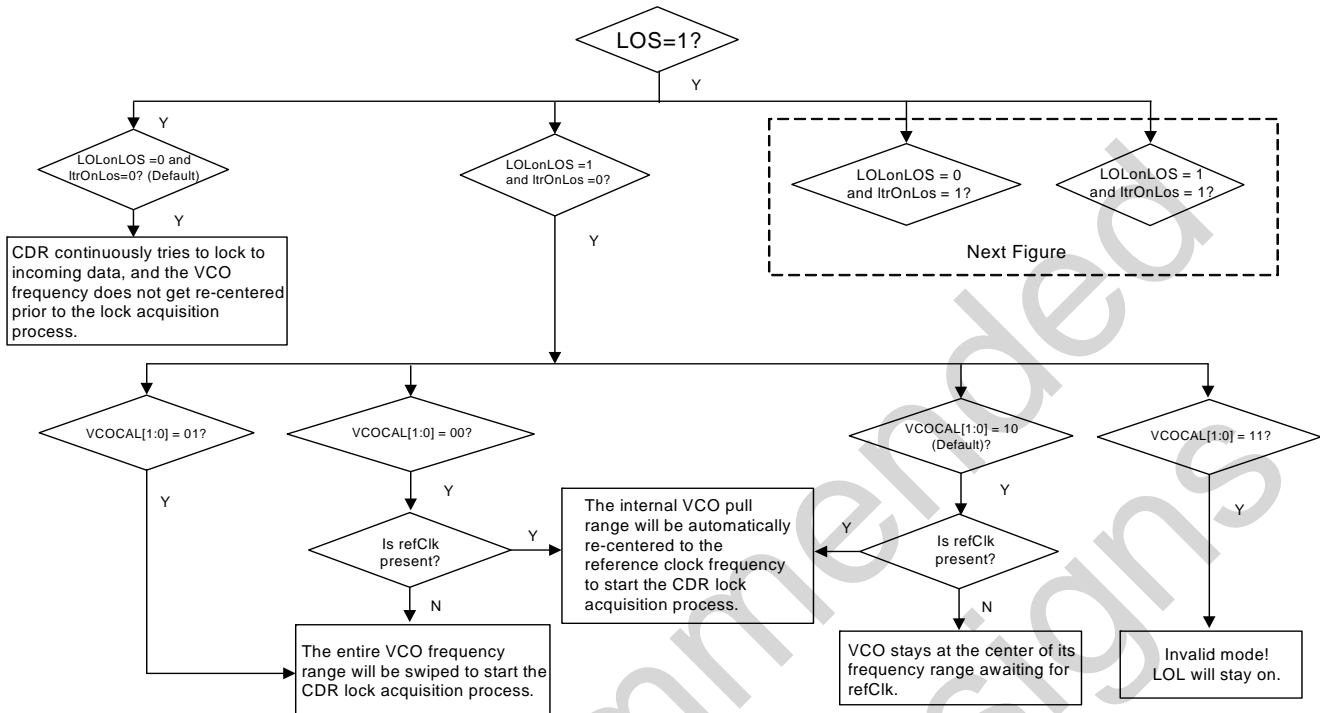 LOS=1?
Y
Y
LOLonLOS =0 and
ltrOnLos=0? (Default)
LOLonLOS =1
and ltrOnLos =0?
LOLonLOS = 0
and ltrOnLos = 1?
LOLonLOS = 1
and ltrOnLos = 1?
Next Figure
Y
Y
CDR continuously tries to lock to
incoming data, and the VCO
frequency does not get re-centered
prior to the lock acquisition
process.
VCOCAL[1:0] = 01?
VCOCAL[1:0] = 00?
VCOCAL[1:0] = 10
(Default)?
VCOCAL[1:0] = 11?
Y
Y
Y
Y
Is refClk
present?
Y
The internal VCO pull
range will be automatically
re-centered to the
reference clock frequency
to start the CDR lock
acquisition process.
Y
Is refClk
present?
N
N
The entire VCO frequency
range will be swiped to start the
CDR lock acquisition process.
VCO stays at the center of its
frequency range awaiting for
refClk.
Invalid mode!
LOL will stay on.
mmended
signs